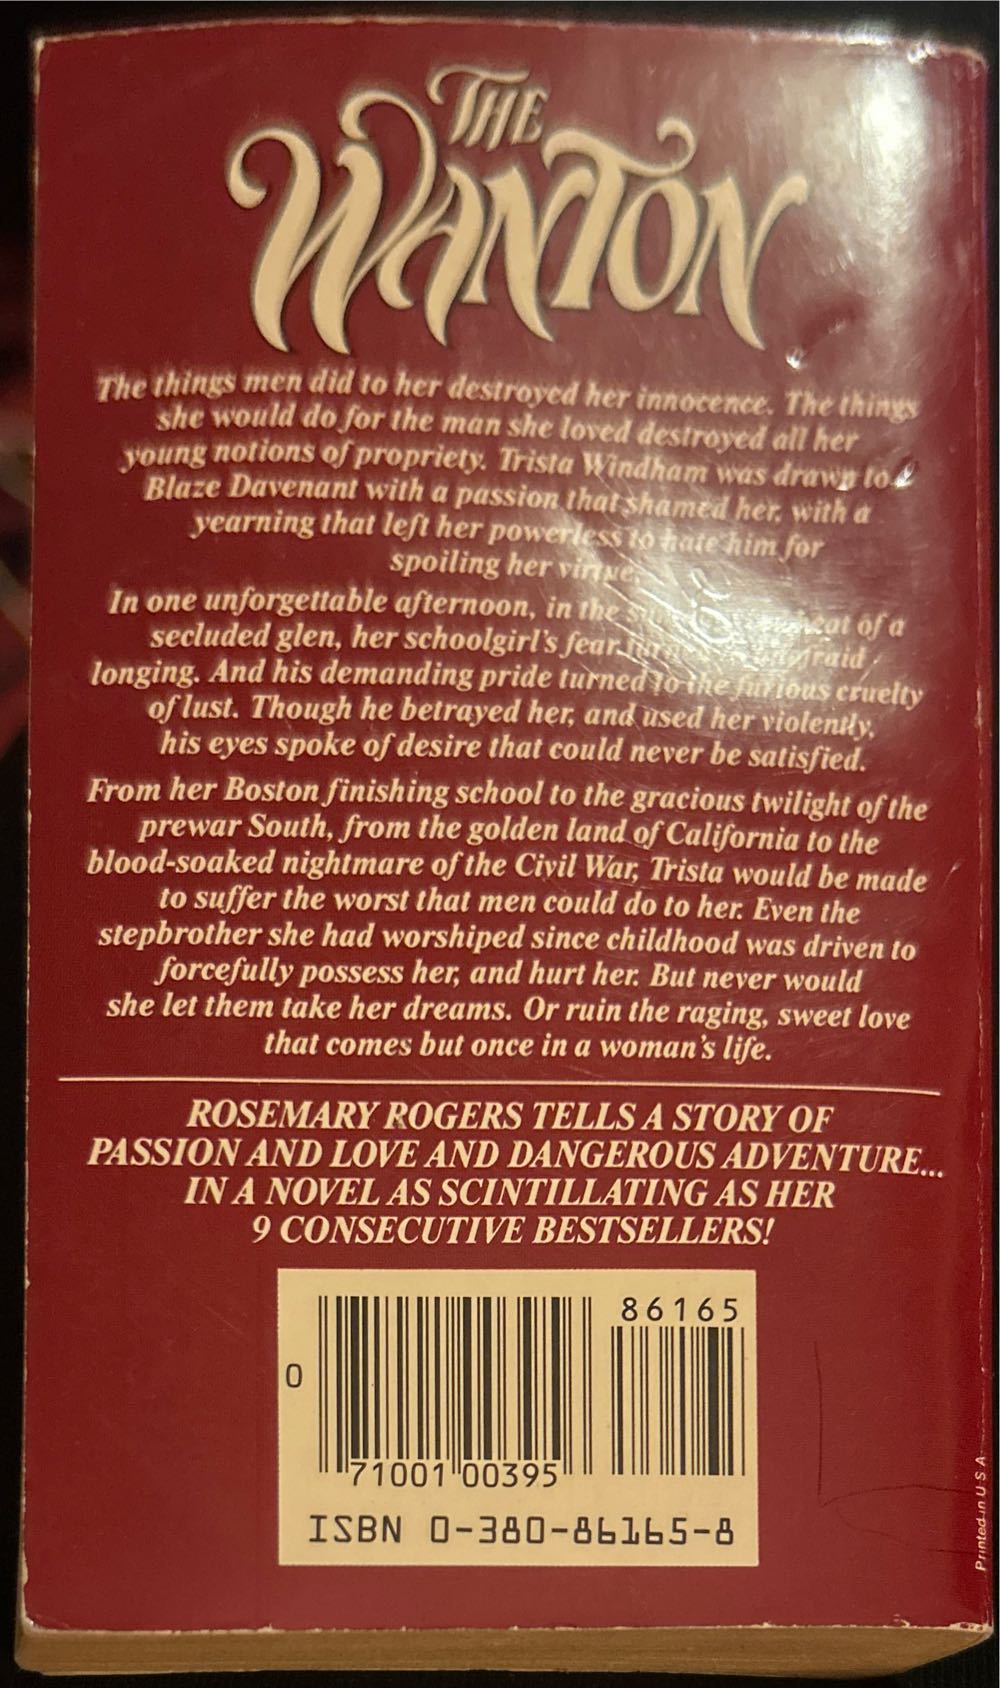 THE
WANTON
The things men did to her destroyed her innocence. The things
she would do for the man she loved destroyed all her
young notions of propriety. Trista Windham was drawn to
Blaze Davenant with a passion that shamed her, with a
yearning that left her powerless to hate him for
spoiling her virtue.
In one unforgettable afternoon, in the of a
secluded glen, her schoolgirl's fear
longing. And his demanding pride turned to the furious cruelty
of lust. Though he betrayed her, and used her violently,
his eyes spoke of desire that could never be satisfied.
From her Boston finishing school to the gracious twilight of the
prewar South, from the golden land of California to the
blood-soaked nightmare of the Civil War, Trista would be made
to suffer the worst that men could do to her. Even the
stepbrother she had worshiped since childhood was driven to
forcefully possess her, and hurt her. But never would
she let them take her dreams. Or ruin the raging, sweet love
that comes but once in a woman's life.
ROSEMARY ROGERS TELLS A STORY OF
PASSION AND LOVE AND DANGEROUS ADVENTURE...
IN A NOVEL AS SCINTILLATING AS HER
9 CONSECUTIVE BESTSELLERS!
86165
0
71001 00395
ISBN 0-380-86165-8
Printed in U S A